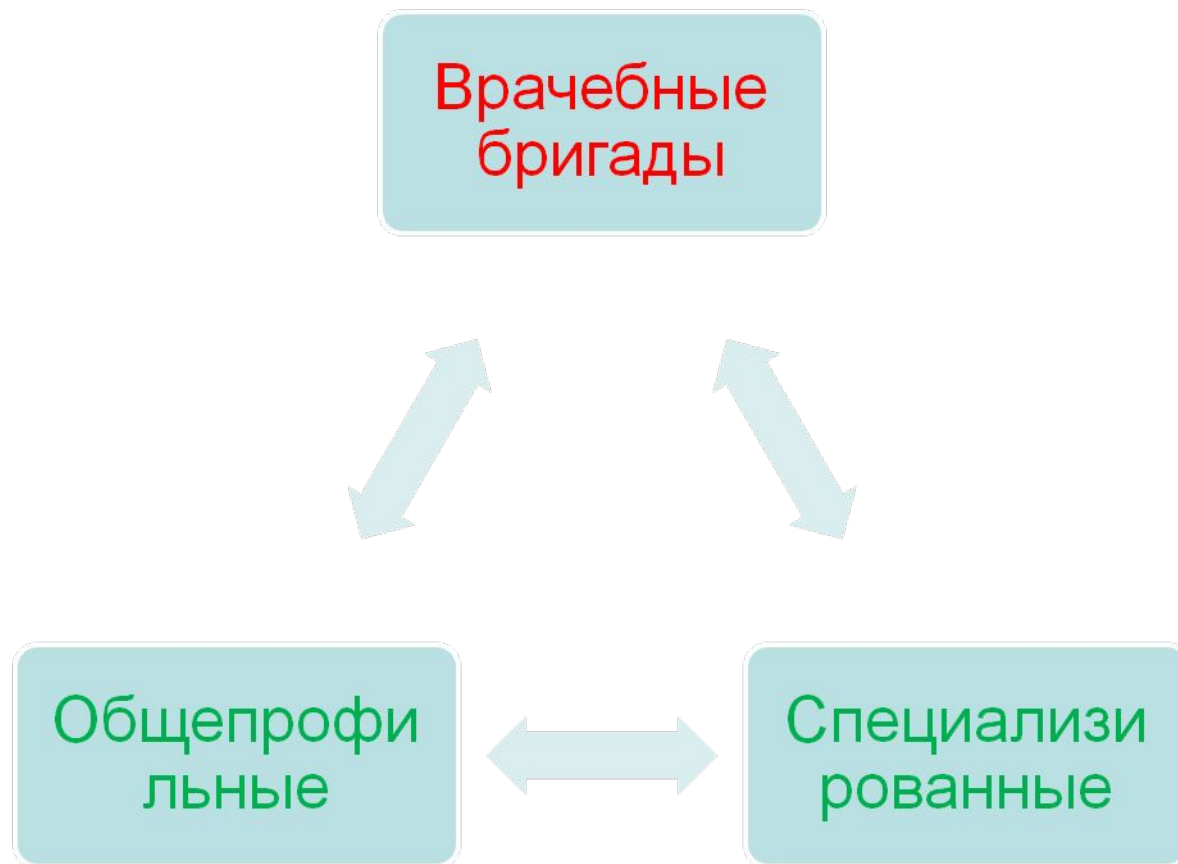 Врачебные
бригады
Общепрофи
льные
Специализи
рованные